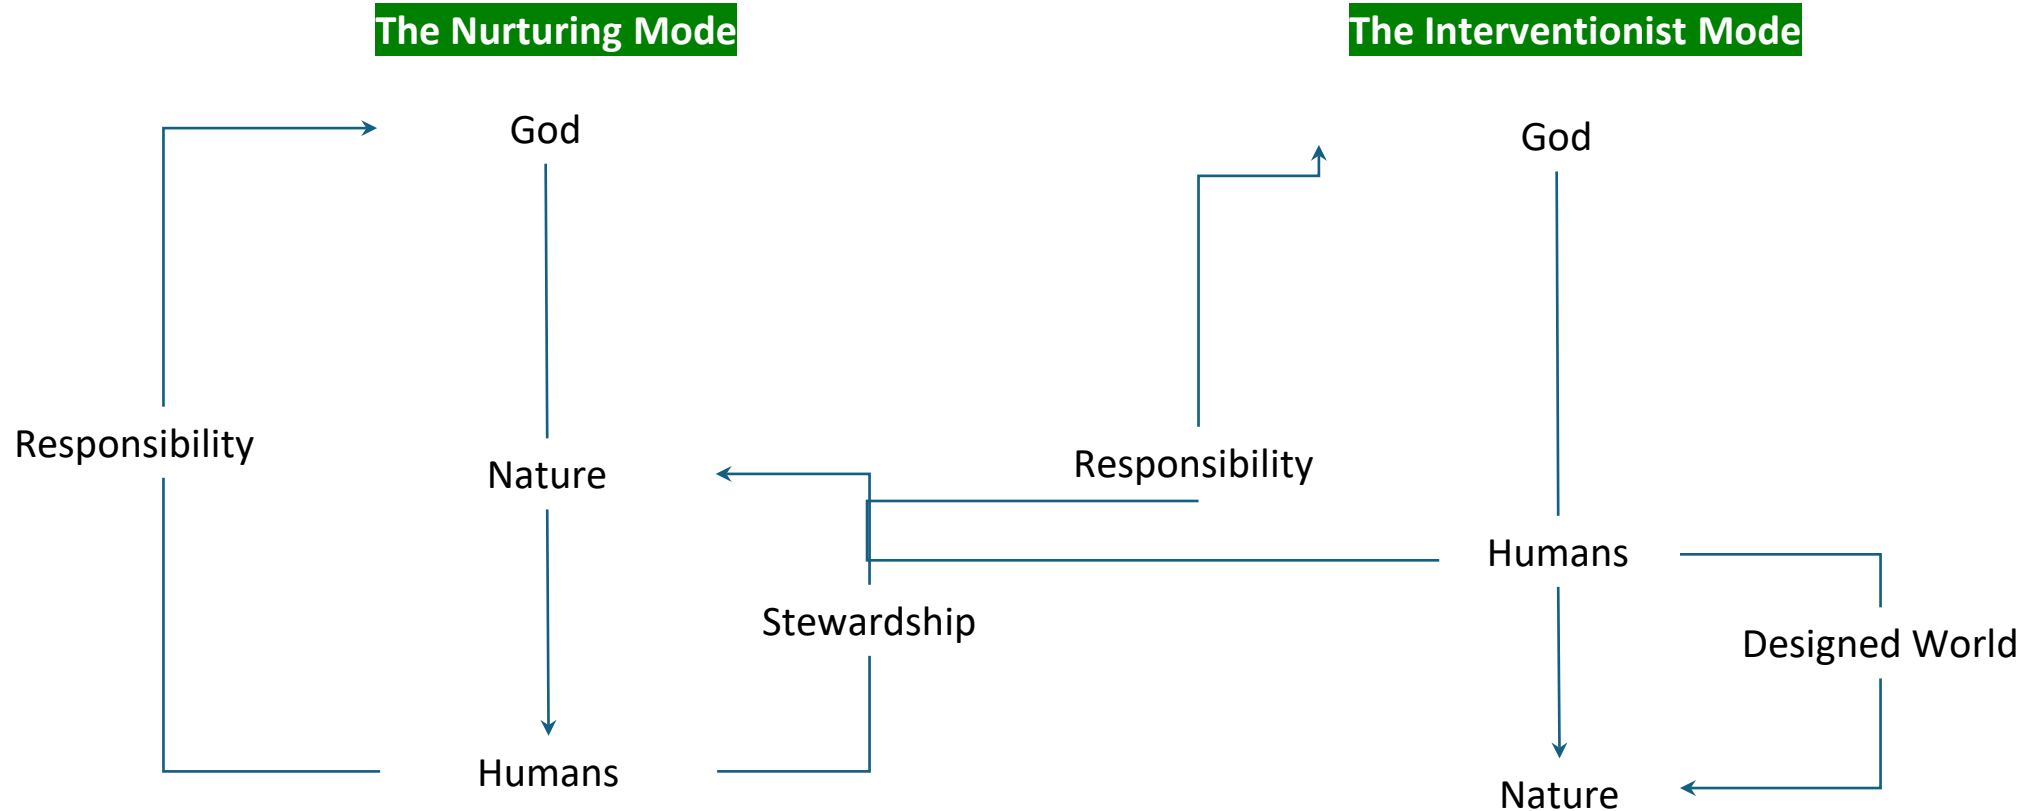 The Nurturing Mode
God
Responsibility
Nature
Stewardship
Humans
The Interventionist Mode
God
Responsibility
Humans
Designed World
Nature